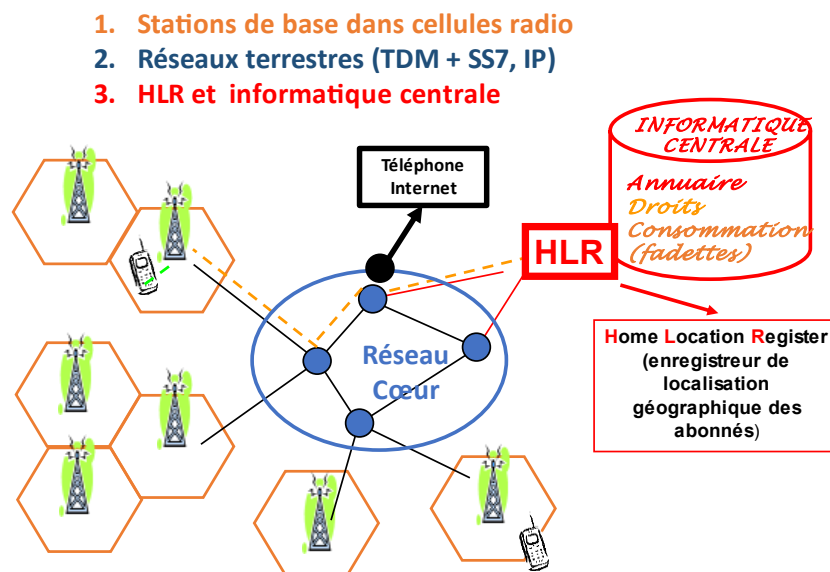 1. Stations de base dans cellules radio
2. Réseaux terrestres (TDM + SS7, IP)
3. HLR et informatique centrale
INFORMATIQUE
CENTRALE
Annuaire
Droits
Consommation
(fadettes)
Téléphone
Internet
HLR
Réseau
Cœur
Home Location Register
(enregistreur de
localisation
géographique des
abonnés)